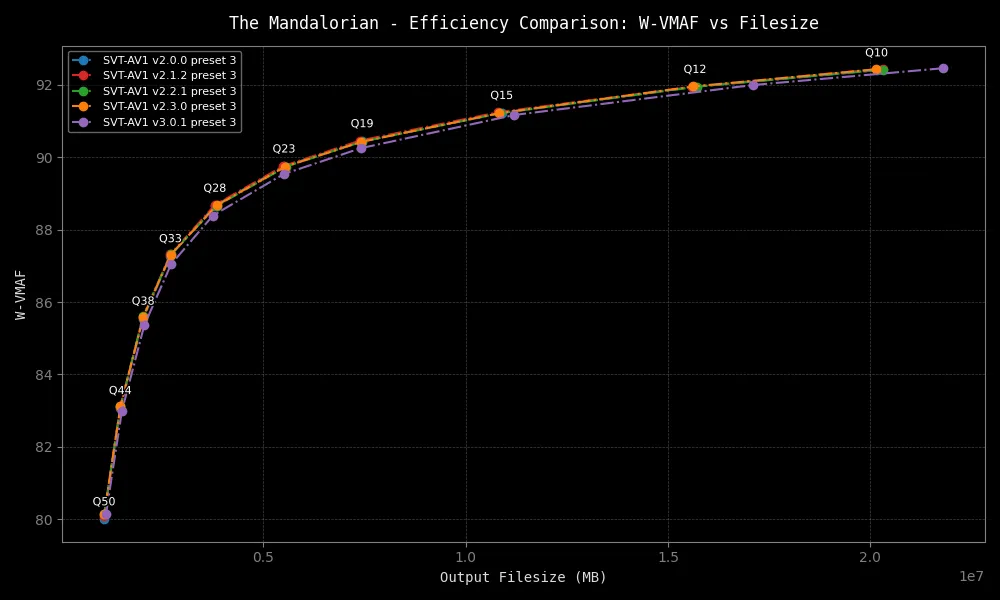 The Mandalorian - Efficiency Comparison: W-VMAF vs Filesize
SVT-AV1 v2.0.0 preset 3
SVT-AV1 v2.1.2 preset 3
SVT-AV1 v2.2.1 preset 3
SVT-AV1 v2.3.0 preset 3
SVT-AV1 v3.0.1 preset 3
Q10
Q12
Q15
Q19
Q23
Q28
Q33
Q38
Q44
Q50
92
90
88
86
84
82
80
W-VMAF
0.5 1.0 1.5 2.0
1e7
Output Filesize (MB)